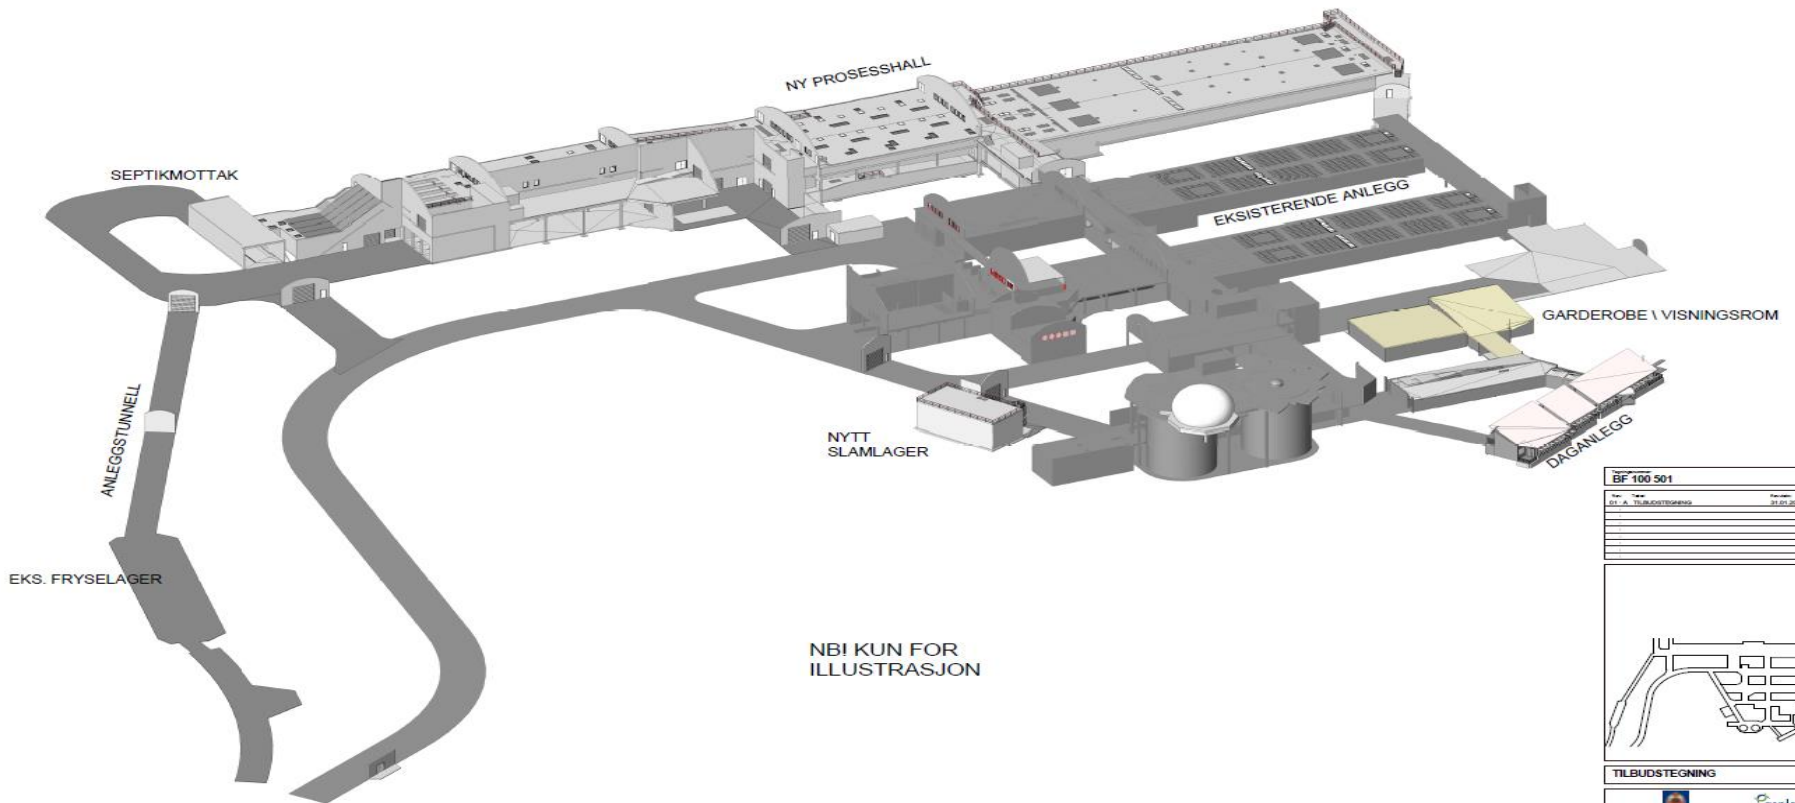 NY PROSESSHALL
SEPTIKMOTTAK
EKSISTERENDE ANLEGG
GARDEROBE \ VISNINGSROM
ANLEGGSTUNNELL
NYTT
SLAMLAGER
DAGANLEGG
EKS. FRYSELAGER
NB! KUN FOR
ILLUSTRASJON
BF 100 501
01 - A TILBUDSTEGNING
TILBUDSTEGNING